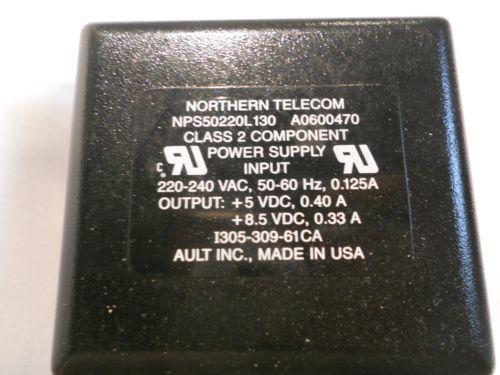 NORTHERN TELECOM
NPS50220L130 A0600470
CLASS 2 COMPONENT
POWER SUPPLY
INPUT
220-240 VAC, 50-60 Hz, 0.125A
OUTPUT: +5 VDC, 0.40 A
+8.5 VDC, 0.33 A
I305-309-61CA
AULT INC., MADE IN USA